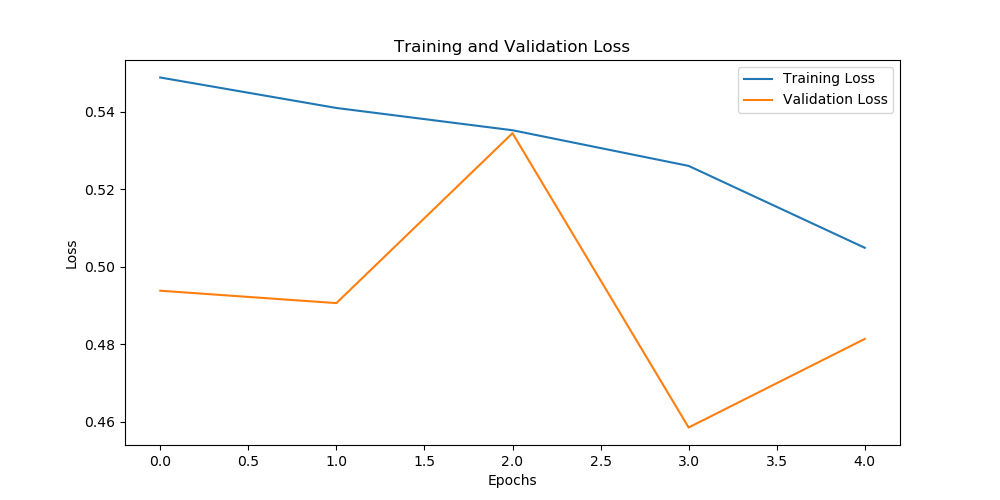 Training and Validation Loss
Training Loss
Validation Loss
Loss
0.54
0.52
0.50
0.48
0.46
0.0 0.5 1.0 1.5 2.0 2.5 3.0 3.5 4.0
Epochs